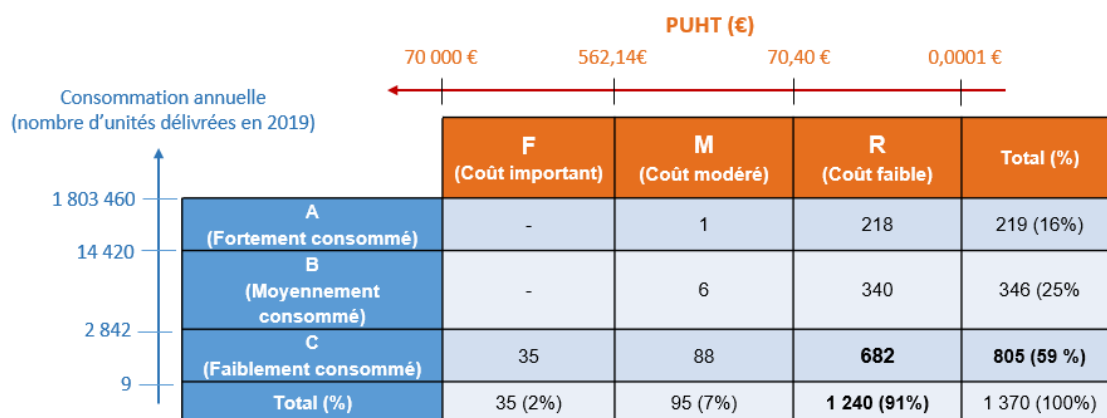 PUHT (€)
70 000 € 562,14€ 70,40 € 0,0001 €
Consommation annuelle
(nombre d’unités délivrées en 2019)
F
(Coût important)
M
(Coût modéré)
R
(Coût faible)
Total (%)
1 803 460
A
(Fortement consommé)
- 1 218 219 (16%)
14 420
B
(Moyennement
consommé)
- 6 340 346 (25%
2 842
C
(Faiblement consommé)
35 88 682 805 (59 %)
9
Total (%) 35 (2%) 95 (7%) 1 240 (91%) 1 370 (100%)